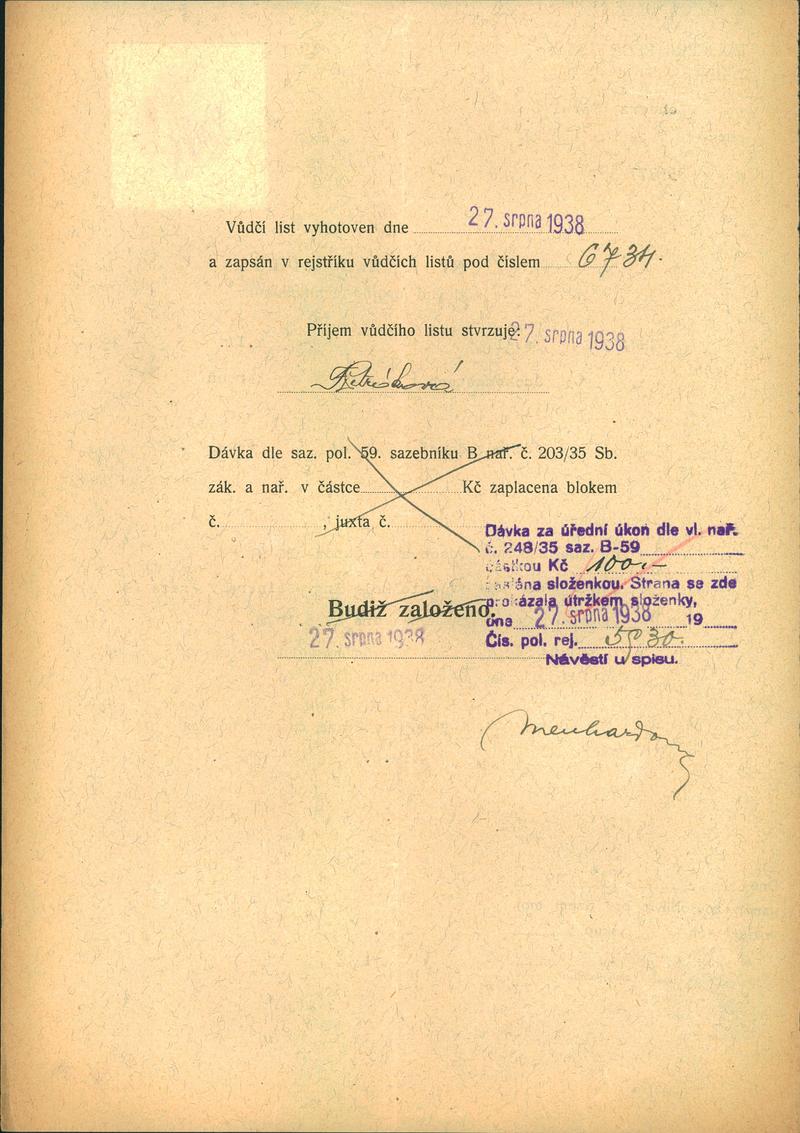 Vůdčí list vyhotoven dne 27. srpna 1938
a zapsán v rejstříku vůdčích listů pod číslem 6734.
Příjem vůdčího listu stvrzuje: 27. srpna 1938
Dávka dle saz. pol. 59. sazebníku B nař. č. 203/35 Sb.
zák. a nař. v částce Kč zaplacena blokem
č. , juxta č.
Dávka za úřední úkon dle vl. nař.
č. 248/35 saz. B-59
částkou Kč 100.-
složenkou. Strana se zde
prokázala útržkem složenky,
dne 27. srpna 1938 19
Čís. pol. rej. 5930.
Návěstí u spisu.
Budiž založeno.
27. srpna 1938